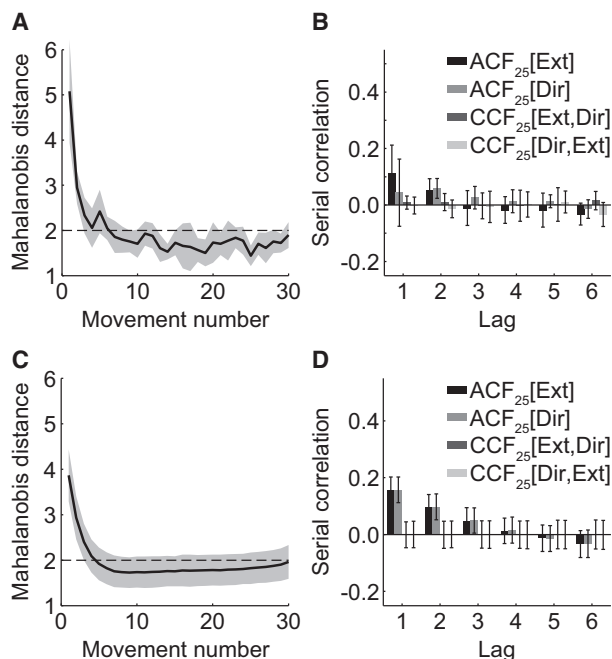 A
Mahalanobis distance
6
5
4
3
2
1
0 10 20 30
Movement number
B
Serial correlation
0.4
0.2
0.0
-0.2
ACF25[Ext]
ACF25[Dir]
CCF25[Ext,Dir]
CCF25[Dir,Ext]
1 2 3 4 5 6
Lag
C
Mahalanobis distance
6
5
4
3
2
1
0 10 20 30
Movement number
D
Serial correlation
0.4
0.2
0.0
-0.2
ACF25[Ext]
ACF25[Dir]
CCF25[Ext,Dir]
CCF25[Dir,Ext]
1 2 3 4 5 6
Lag